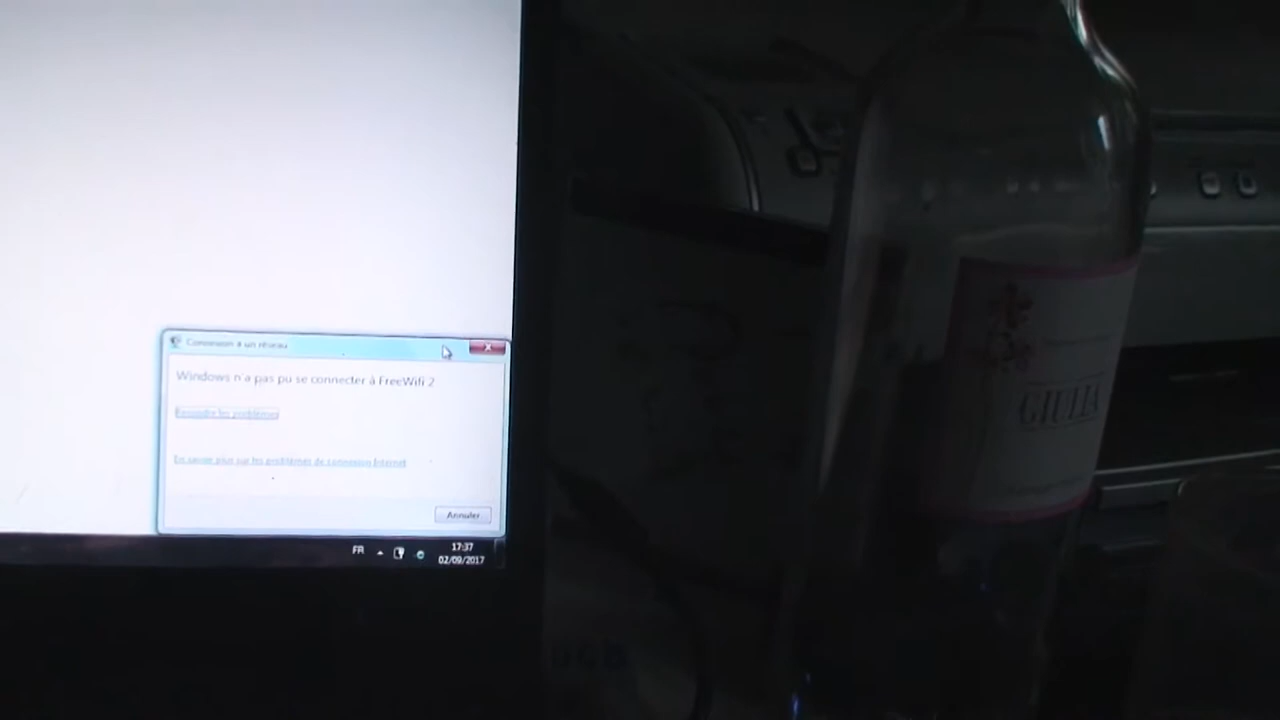 Connexion à un réseau
Windows n'a pas pu se connecter à FreeWifi 2
Résoudre les problèmes
En savoir plus sur les problèmes de connexion Internet
Annuler
FR
17:37
02/09/2017
GIULIA